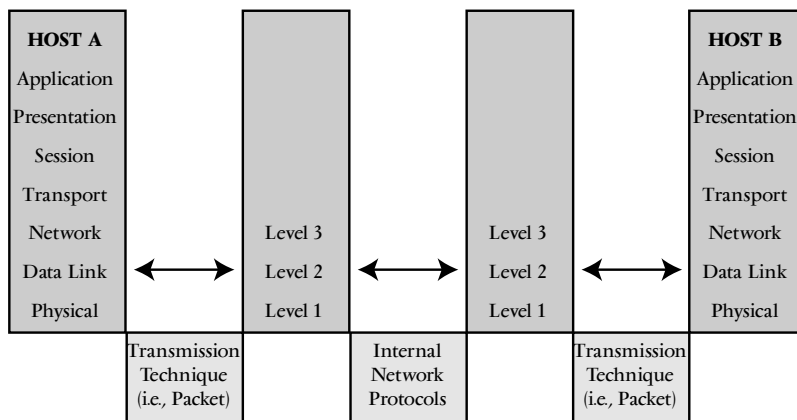 HOST A
Application
Presentation
Session
Transport
Network
Data Link
Physical
Level 3
Level 2
Level 1
Level 3
Level 2
Level 1
HOST B
Application
Presentation
Session
Transport
Network
Data Link
Physical
Transmission
Technique
(i.e., Packet)
Internal
Network
Protocols
Transmission
Technique
(i.e., Packet)